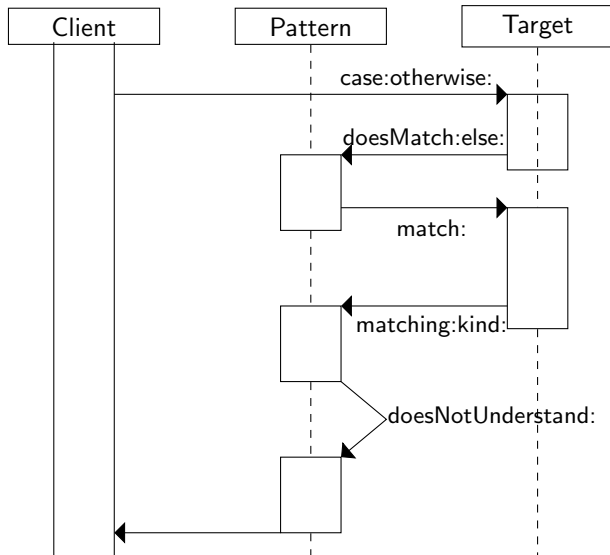 Client
Pattern
Target
case:otherwise:
doesMatch:else:
match:
matching:kind:
doesNotUnderstand: